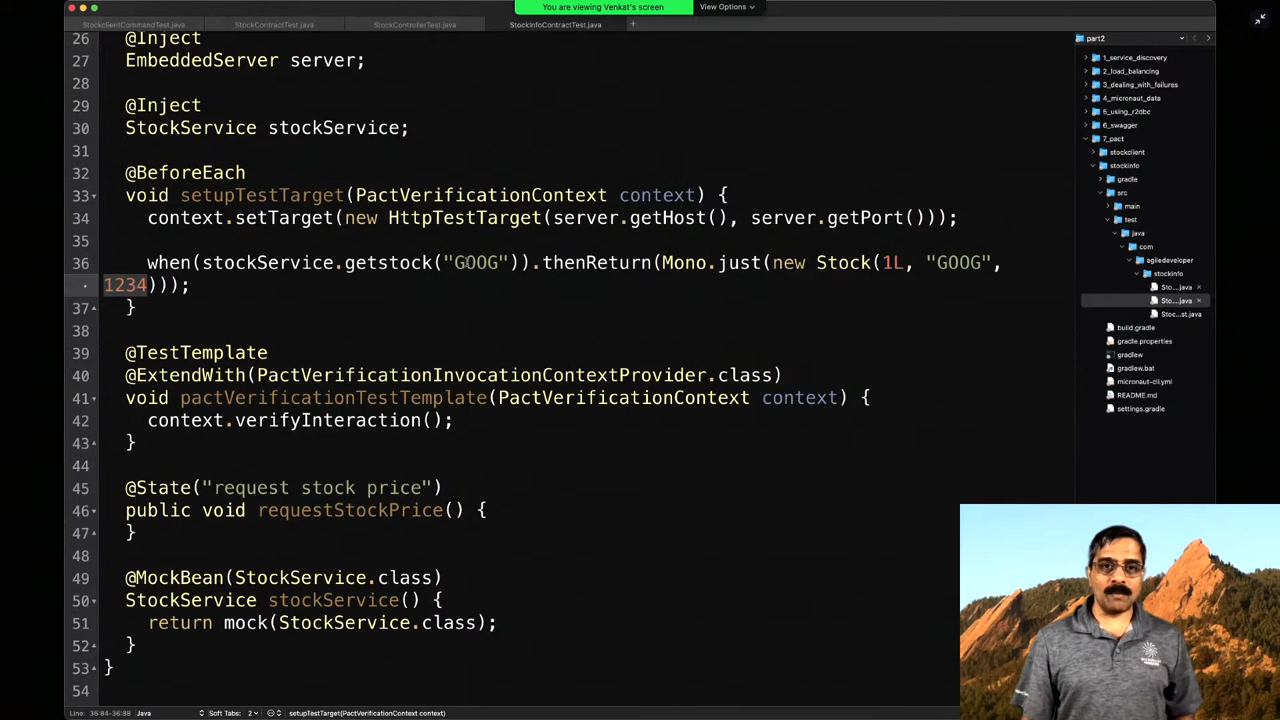 You are viewing Venkat's screen
View Options
StockclientCommandTest.java
StockContractTest.java
StockControllerTest.java
StockinfoContractTest.java
+
26 @Inject
27 EmbeddedServer server;
28
29 @Inject
30 StockService stockService;
31
32 @BeforeEach
33 void setupTestTarget(PactVerificationContext context) {
34 context.setTarget(new HttpTestTarget(server.getHost(), server.getPort()));
35
36 when(stockService.getstock("GOOG")).thenReturn(Mono.just(new Stock(1L, "GOOG",
· 1234)));
37 }
38
39 @TestTemplate
40 @ExtendWith(PactVerificationInvocationContextProvider.class)
41 void pactVerificationTestTemplate(PactVerificationContext context) {
42 context.verifyInteraction();
43 }
44
45 @State("request stock price")
46 public void requestStockPrice() {
47 }
48
49 @MockBean(StockService.class)
50 StockService stockService() {
51 return mock(StockService.class);
52 }
53 }
54
part2
1_service_discovery
2_load_balancing
3_dealing_with_failures
4_micronaut_data
5_using_r2dbc
6_swagger
7_pact
stockclient
stockinfo
gradle
src
main
test
java
com
agiledeveloper
stockinfo
Sto....java
Sto....java
Stoc...st.java
build.gradle
gradle.properties
gradlew
gradlew.bat
micronaut-cli.yml
README.md
settings.gradle
Line: 36:84-36:88
Java
Soft Tabs: 2
setupTestTarget(PactVerificationContext context)